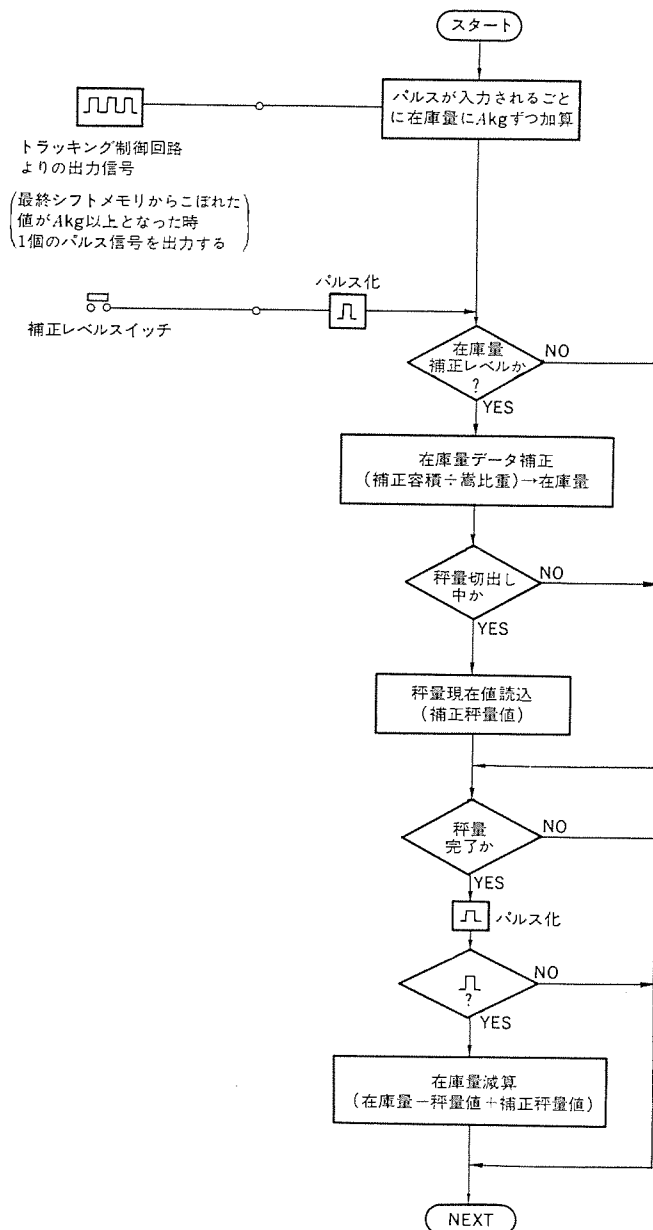 スタート
パルスが入力されるごと
に在庫量にAkgずつ加算
トラッキング制御回路
よりの出力信号
(最終シフトメモリからこぼれた
値がAkg以上となった時
1個のパルス信号を出力する)
パルス化
補正レベルスイッチ
在庫量
補正レベルか
?
NO
YES
在庫量データ補正
(補正容積÷嵩比重)→在庫量
秤量切出し
中か
NO
YES
秤量現在値読込
(補正秤量値)
秤量
完了か
NO
YES
パルス化
?
NO
YES
在庫量減算
(在庫量-秤量値+補正秤量値)
NEXT